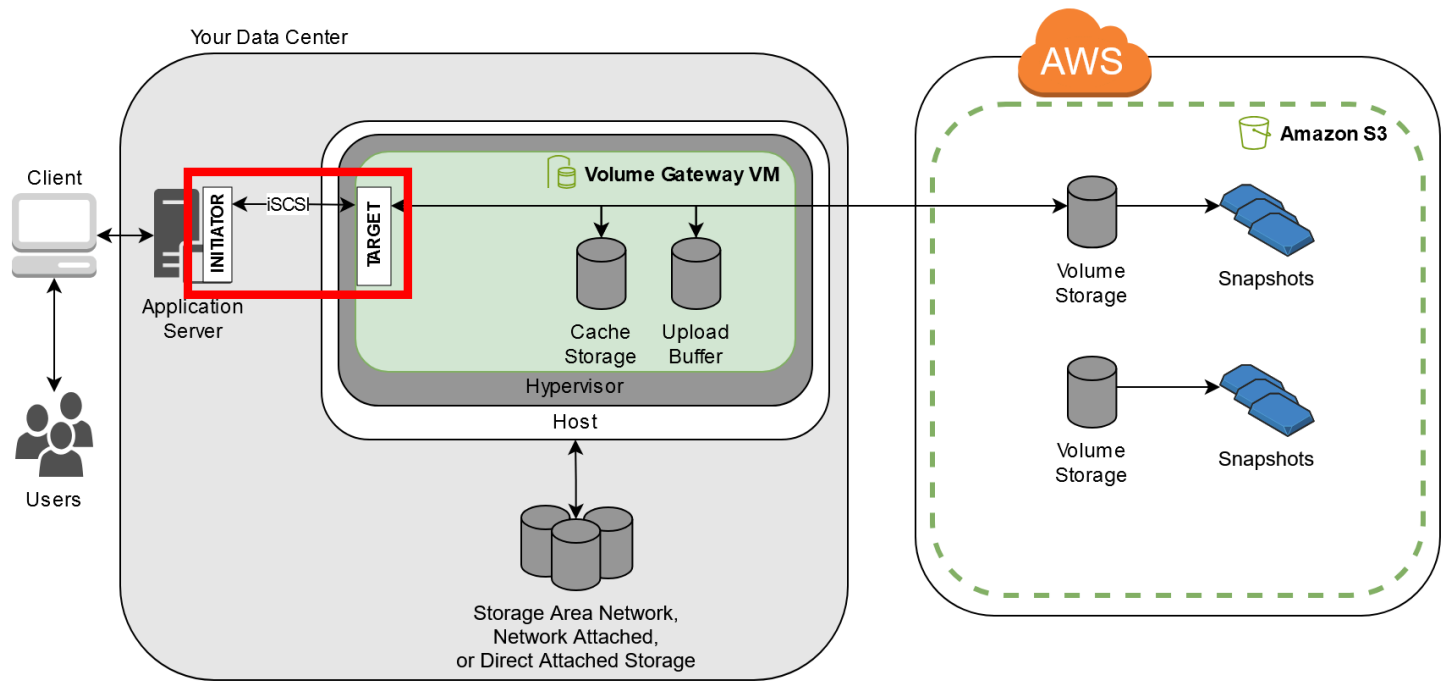 Your Data Center
AWS
Amazon S3
Client
Volume Gateway VM
INITIATOR
iSCSI
TARGET
Application
Server
Cache
Storage
Upload
Buffer
Hypervisor
Host
Users
Storage Area Network,
Network Attached,
or Direct Attached Storage
Volume
Storage
Snapshots
Volume
Storage
Snapshots